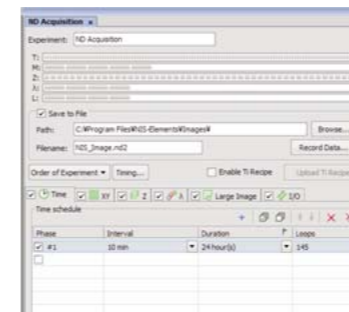 ND Acquisition
Experiment: ND Acquisition
T:
M:
Z:
λ:
L:
Save to File
Path: C:₩Program Files₩NIS-Elements₩Images₩ Browse...
Filename: NIS_Image.nd2 Record Data...
Order of Experiment Timing... Enable Ti Recipe Upload Ti Recipe
Time XY Z λ Large Image I/O
Time schedule
Phase Interval Duration Loops
#1 10 min 24 hour(s) 145